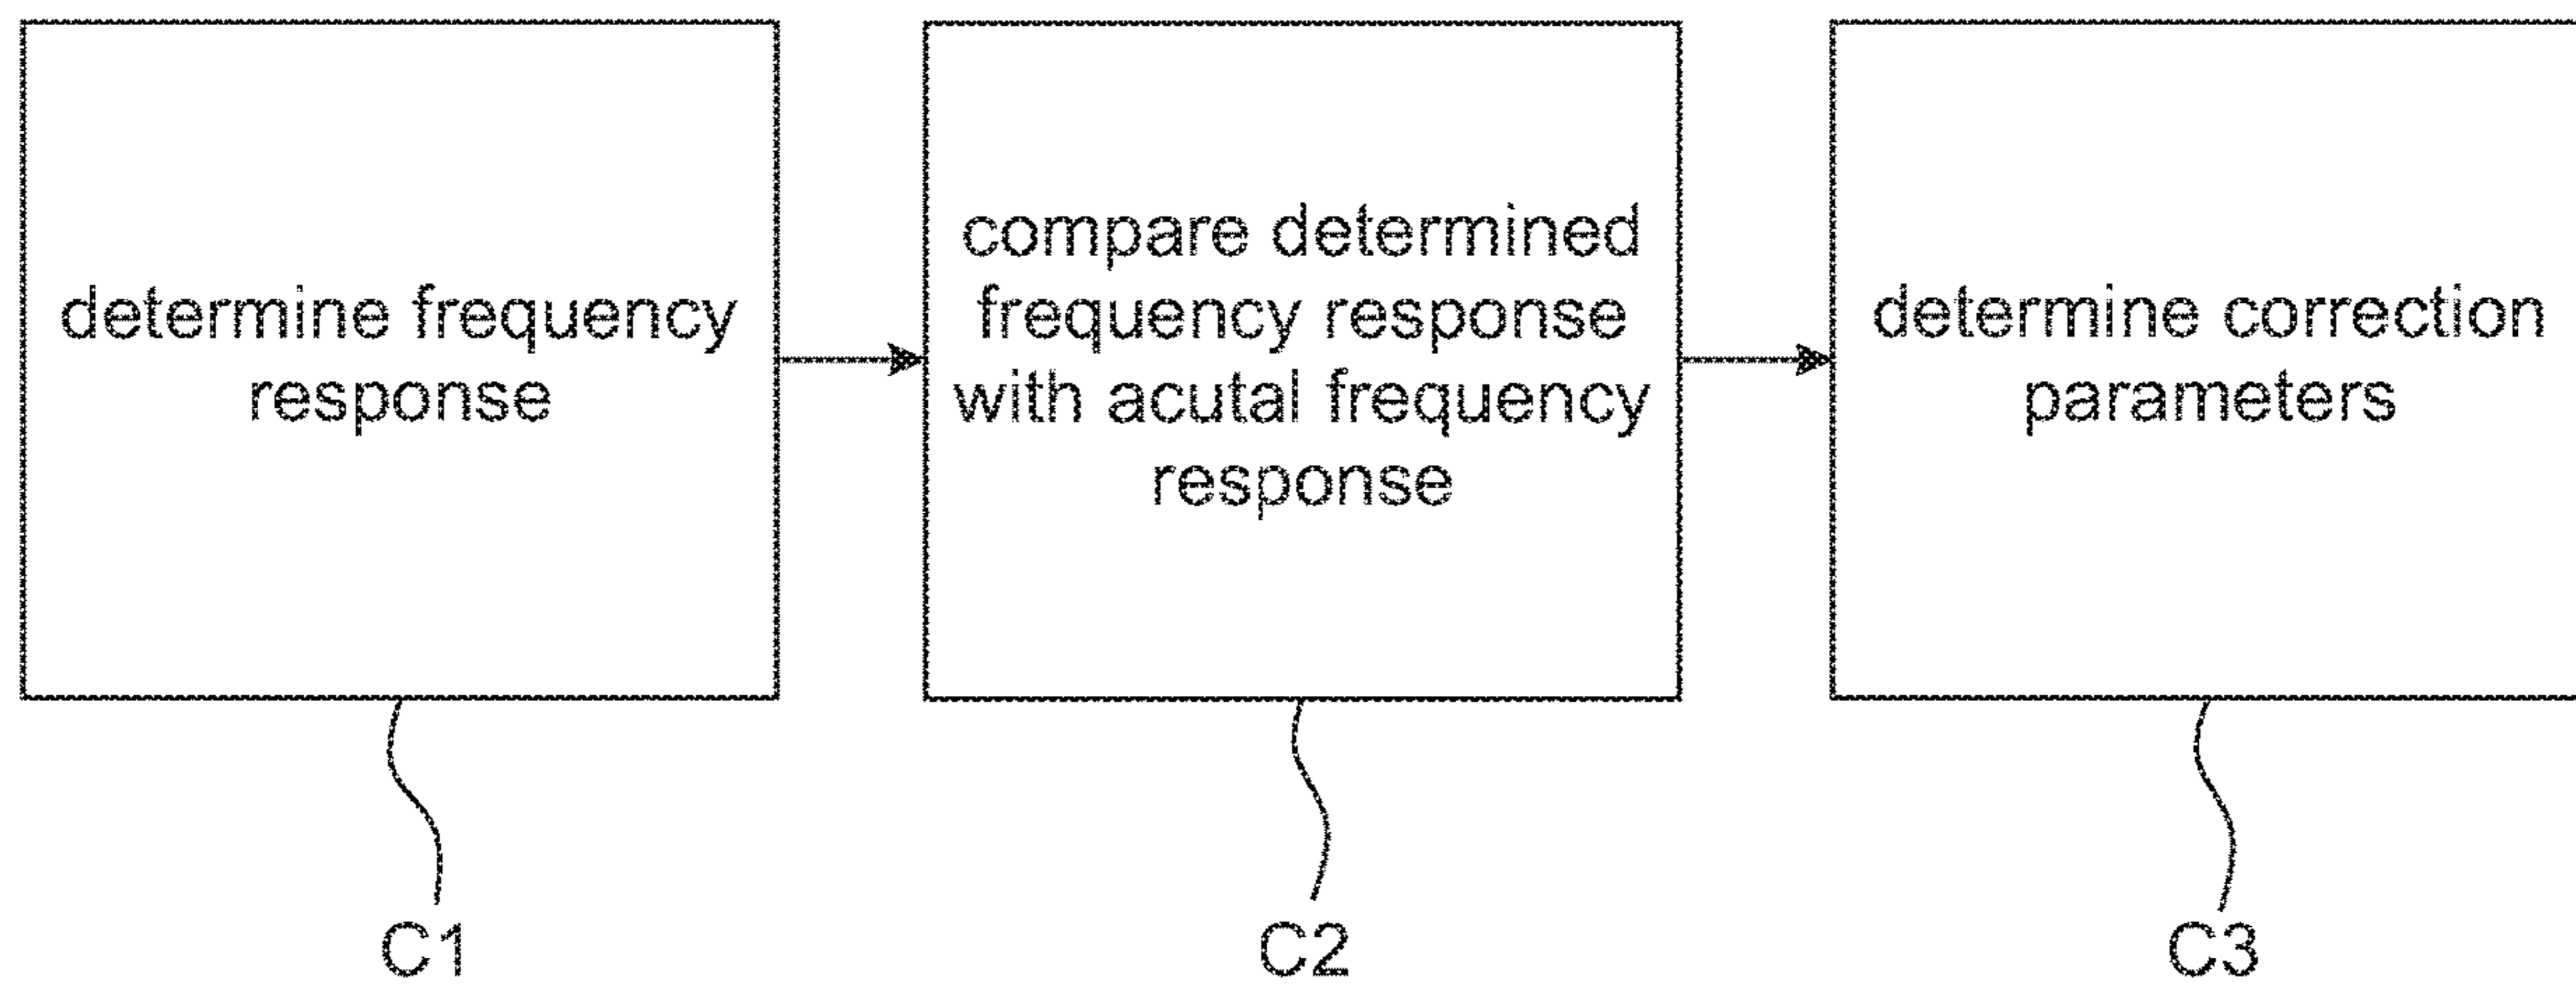 determine frequency
response
compare determined
frequency response
with acutal frequency
response
determine correction
parameters
C1
C2
C3